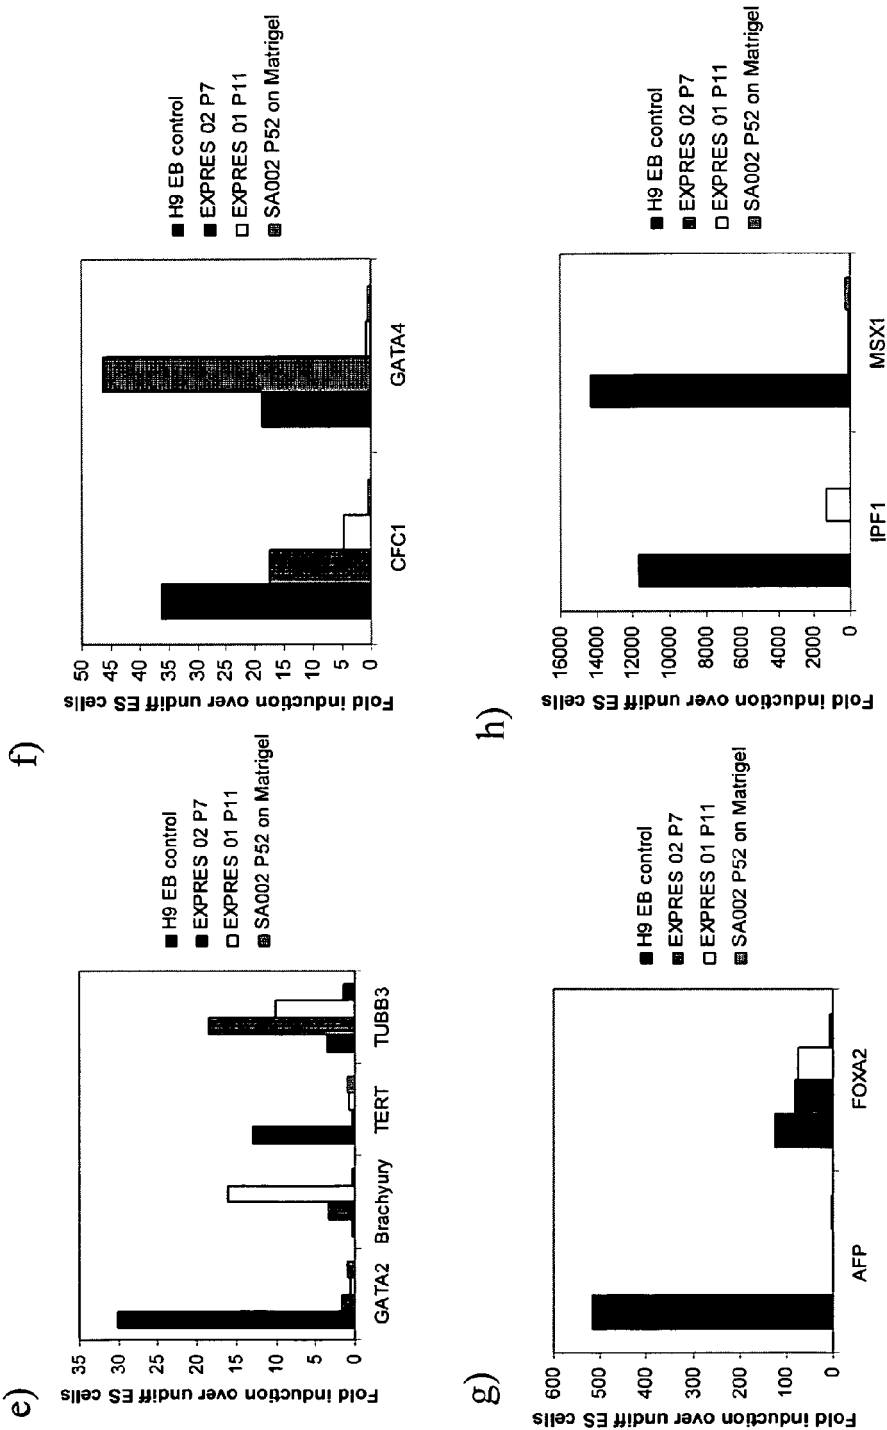 e)
Fold induction over undiff ES cells
35
30
25
20
15
10
5
0
GATA2
Brachyury
TERT
TUBB3
H9 EB control
EXPRES 02 P7
EXPRES 01 P11
SA002 P52 on Matrigel
f)
Fold induction over undiff ES cells
50
45
40
35
30
25
20
15
10
5
0
CFC1
GATA4
H9 EB control
EXPRES 02 P7
EXPRES 01 P11
SA002 P52 on Matrigel
g)
Fold induction over undiff ES cells
600
500
400
300
200
100
0
AFP
FOXA2
H9 EB control
EXPRES 02 P7
EXPRES 01 P11
SA002 P52 on Matrigel
h)
Fold induction over undiff ES cells
16000
14000
12000
10000
8000
6000
4000
2000
0
IPF1
MSX1
H9 EB control
EXPRES 02 P7
EXPRES 01 P11
SA002 P52 on Matrigel